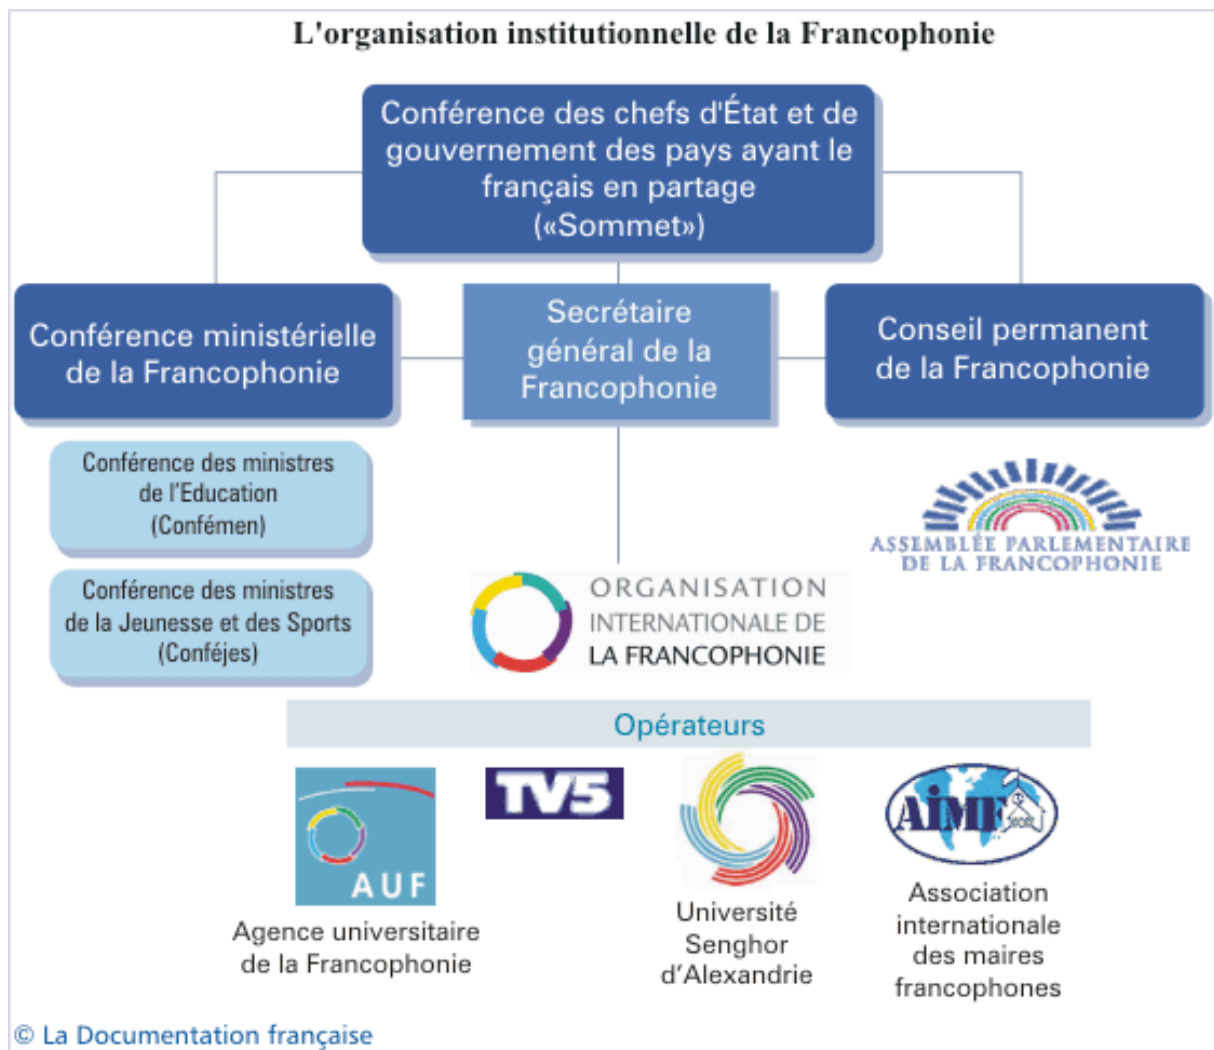 L'organisation institutionnelle de la Francophonie
Conférence des chefs d'État et de
gouvernement des pays ayant le
français en partage
(«Sommet»)
Conférence ministérielle
de la Francophonie
Secrétaire
général de la
Francophonie
Conseil permanent
de la Francophonie
Conférence des ministres
de l'Education
(Confémen)
Conférence des ministres
de la Jeunesse et des Sports
(Conféjes)
ASSEMBLÉE PARLEMENTAIRE
DE LA FRANCOPHONIE
ORGANISATION
INTERNATIONALE DE
LA FRANCOPHONIE
Opérateurs
AUF
Agence universitaire
de la Francophonie
TV5
Université
Senghor
d'Alexandrie
AIMF
Association
internationale
des maires
francophones
© La Documentation française